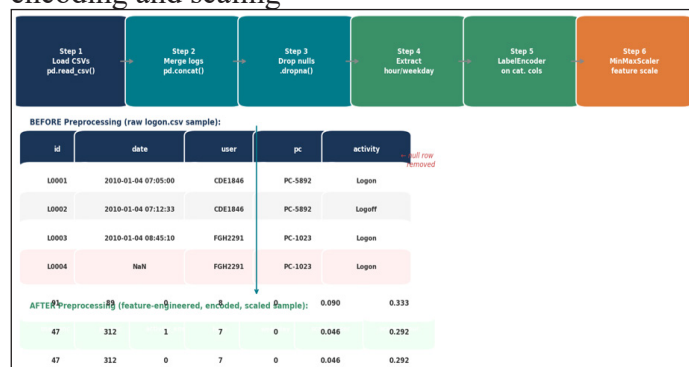 encoding and scaling
Step 1
Load CSVs
pd.read_csv()
Step 2
Merge logs
pd.concat()
Step 3
Drop nulls
.dropna()
Step 4
Extract
hour/weekday
Step 5
LabelEncoder
on cat. cols
Step 6
MinMaxScaler
feature scale
BEFORE Preprocessing (raw logon.csv sample):
id date user pc activity
null row
removed
L0001 2010-01-04 07:05:00 CDE1846 PC-5892 Logon
L0002 2010-01-04 07:12:33 CDE1846 PC-5892 Logoff
L0003 2010-01-04 08:45:10 FGH2291 PC-1023 Logon
L0004 NaN FGH2291 PC-1023 Logon
91 89 0 8 0 0.090 0.333
AFTER Preprocessing (feature-engineered, encoded, scaled sample):
47 312 1 7 0 0.046 0.292
47 312 0 7 0 0.046 0.292